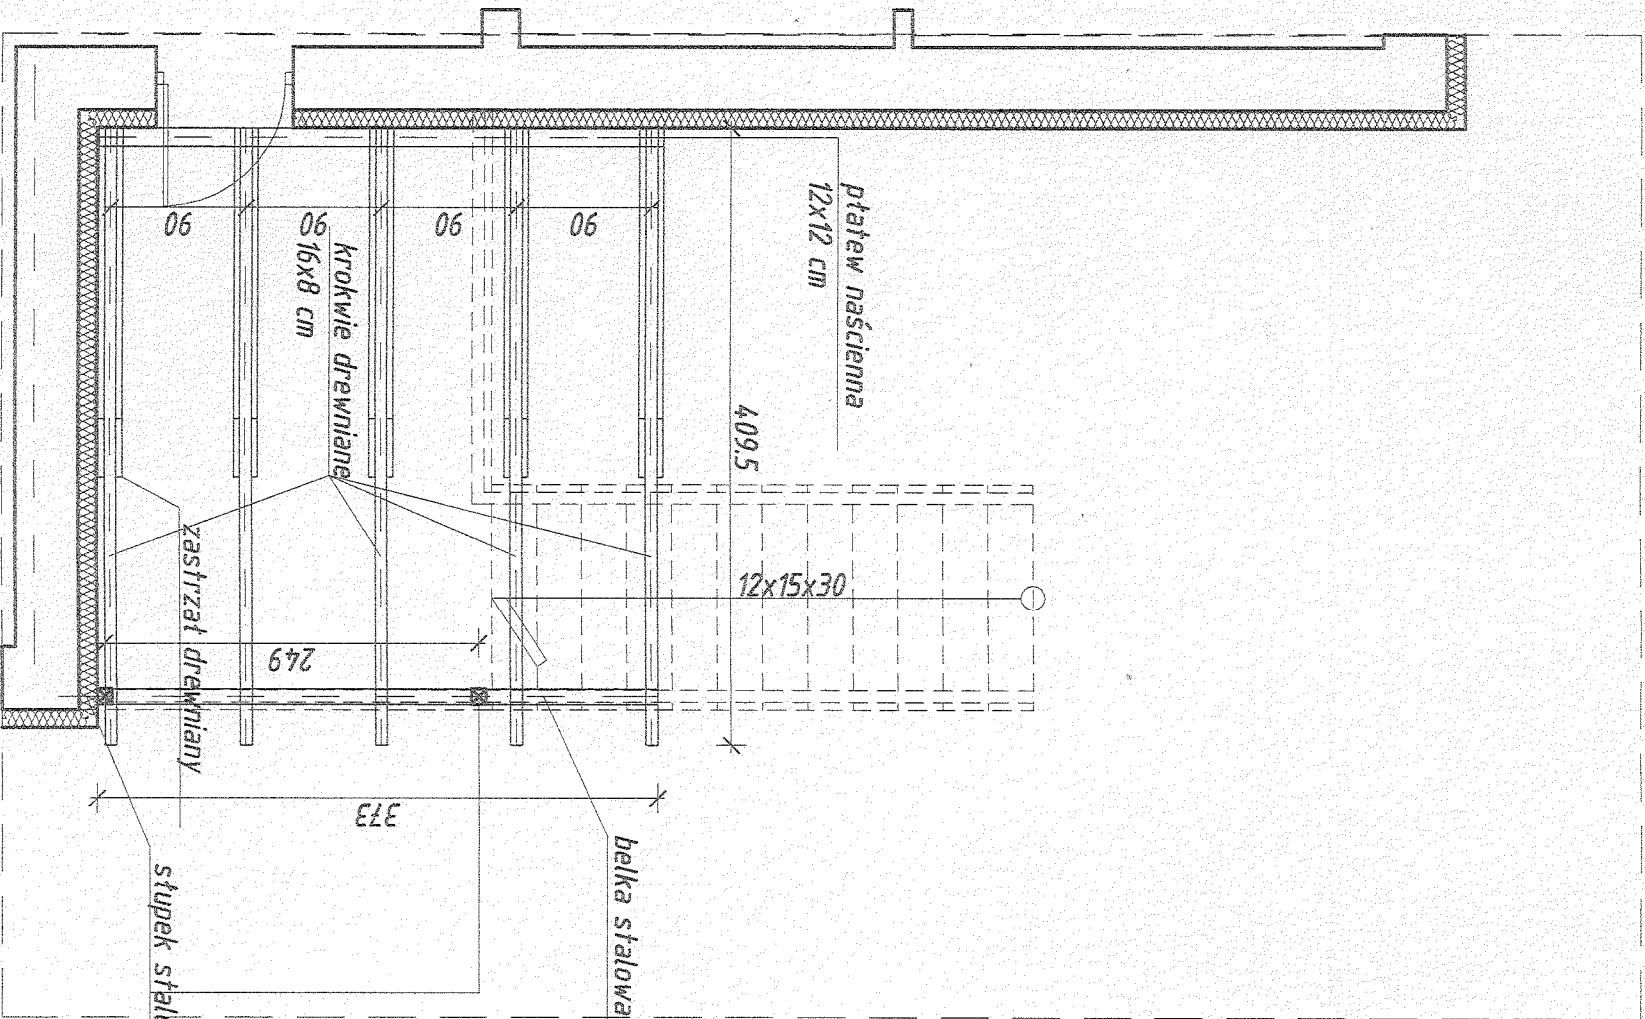 płatew naścienna
12x12 cm
90
90
90
90
krokwie drewniane
16x8 cm
409,5
12x15x30
zastrzał drewniany
249
373
belka stalowa
słupek